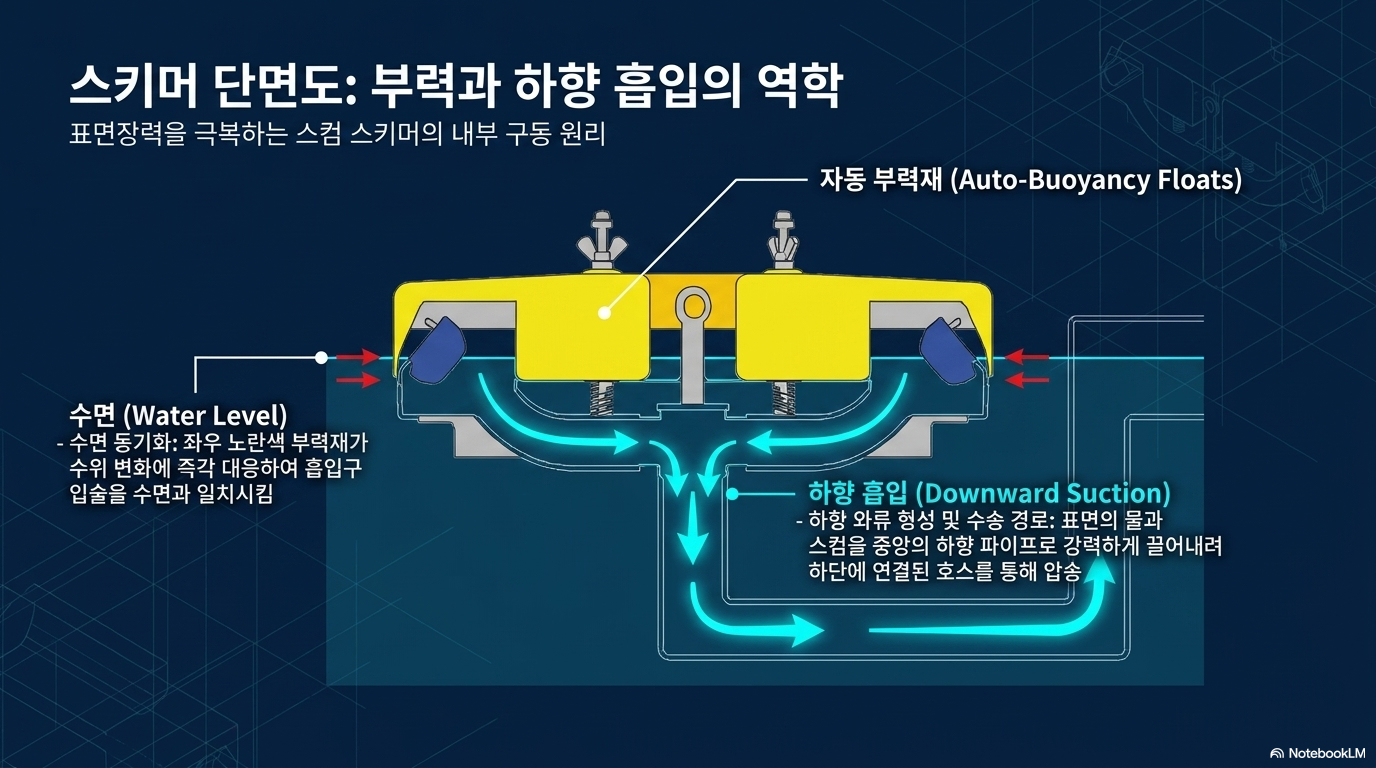 스키머 단면도: 부력과 하향 흡입의 역학
표면장력을 극복하는 스컴 스키머의 내부 구동 원리
자동 부력재 (Auto-Buoyancy Floats)
수면 (Water Level)
- 수면 동기화: 좌우 노란색 부력재가
수위 변화에 즉각 대응하여 흡입구
입술을 수면과 일치시킴
하향 흡입 (Downward Suction)
- 하항 와류 형성 및 수송 경로: 표면의 물과
스컴을 중앙의 하향 파이프로 강력하게 끌어내려
하단에 연결된 호스를 통해 압송
NotebookLM